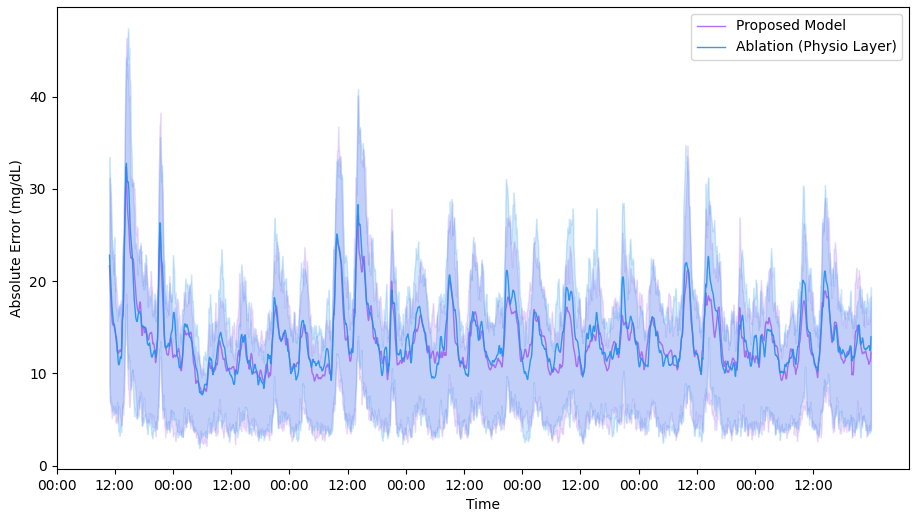 Proposed Model
Ablation (Physio Layer)
Absolute Error (mg/dL)
40
30
20
10
0
00:00 12:00 00:00 12:00 00:00 12:00 00:00 12:00 00:00 12:00 00:00 12:00 00:00 12:00
Time